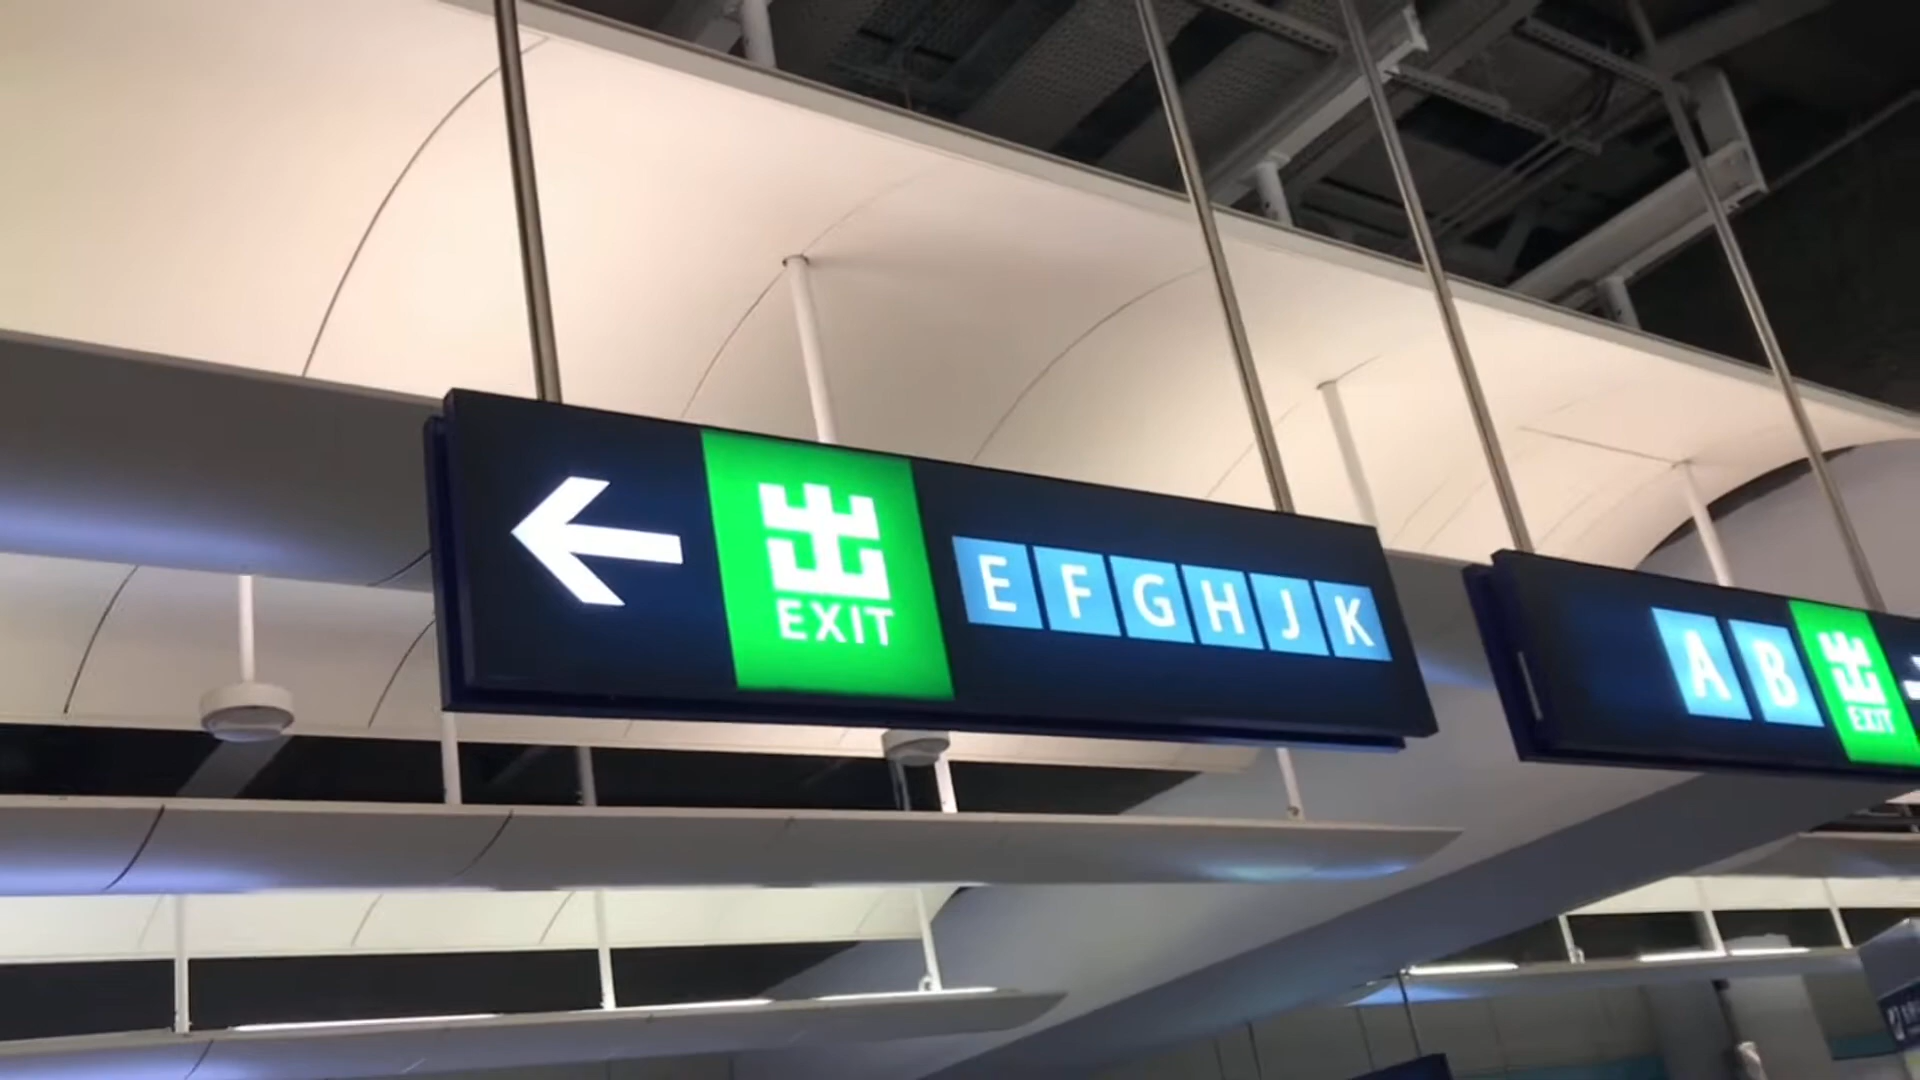 出
EXIT
E F G H J K
A B
出
EXIT